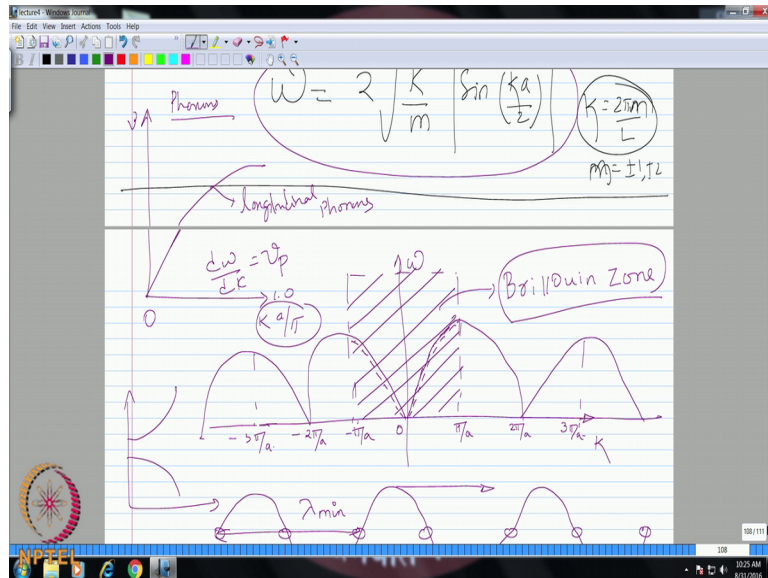 lecture4 - Windows Journal
File Edit View Insert Actions Tools Help
ω = 2 √(K/m) |Sin (Ka/2)|
K = 2πm/L
m = ±1, ±2
Phonons
longitudinal Phonons
dω/dK = νp
0
1.0
K a/π
ω
Brillouin Zone
-3π/a
-2π/a
-π/a
0
π/a
2π/a
3π/a
K
λmin
NPTEL
108 / 111
108
10:25 AM
8/31/2016